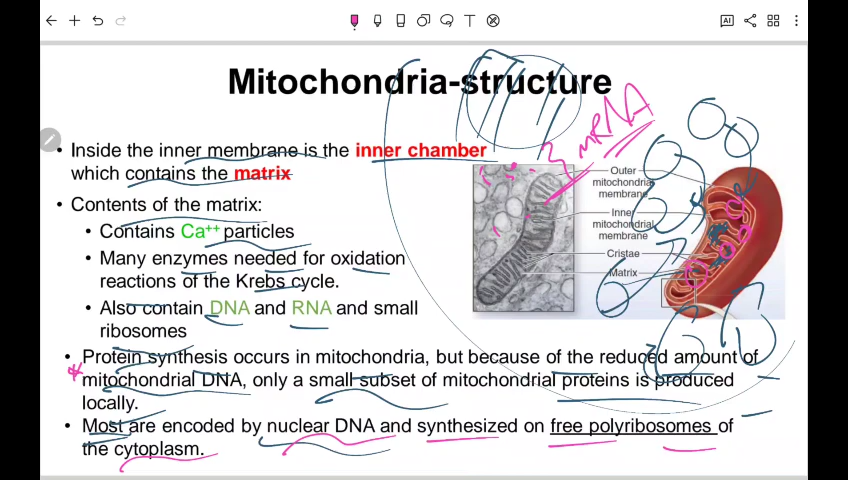 AI
T
Mitochondria-structure
• Inside the inner membrane is the inner chamber
which contains the matrix
• Contents of the matrix:
• Contains Ca++ particles
• Many enzymes needed for oxidation
reactions of the Krebs cycle.
• Also contain DNA and RNA and small
ribosomes
• Protein synthesis occurs in mitochondria, but because of the reduced amount of
mitochondrial DNA, only a small subset of mitochondrial proteins is produced
locally.
• Most are encoded by nuclear DNA and synthesized on free polyribosomes of
the cytoplasm.
mRNA
Outer
mitochondrial
membrane
Inner
mitochondrial
membrane
Cristae
Matrix